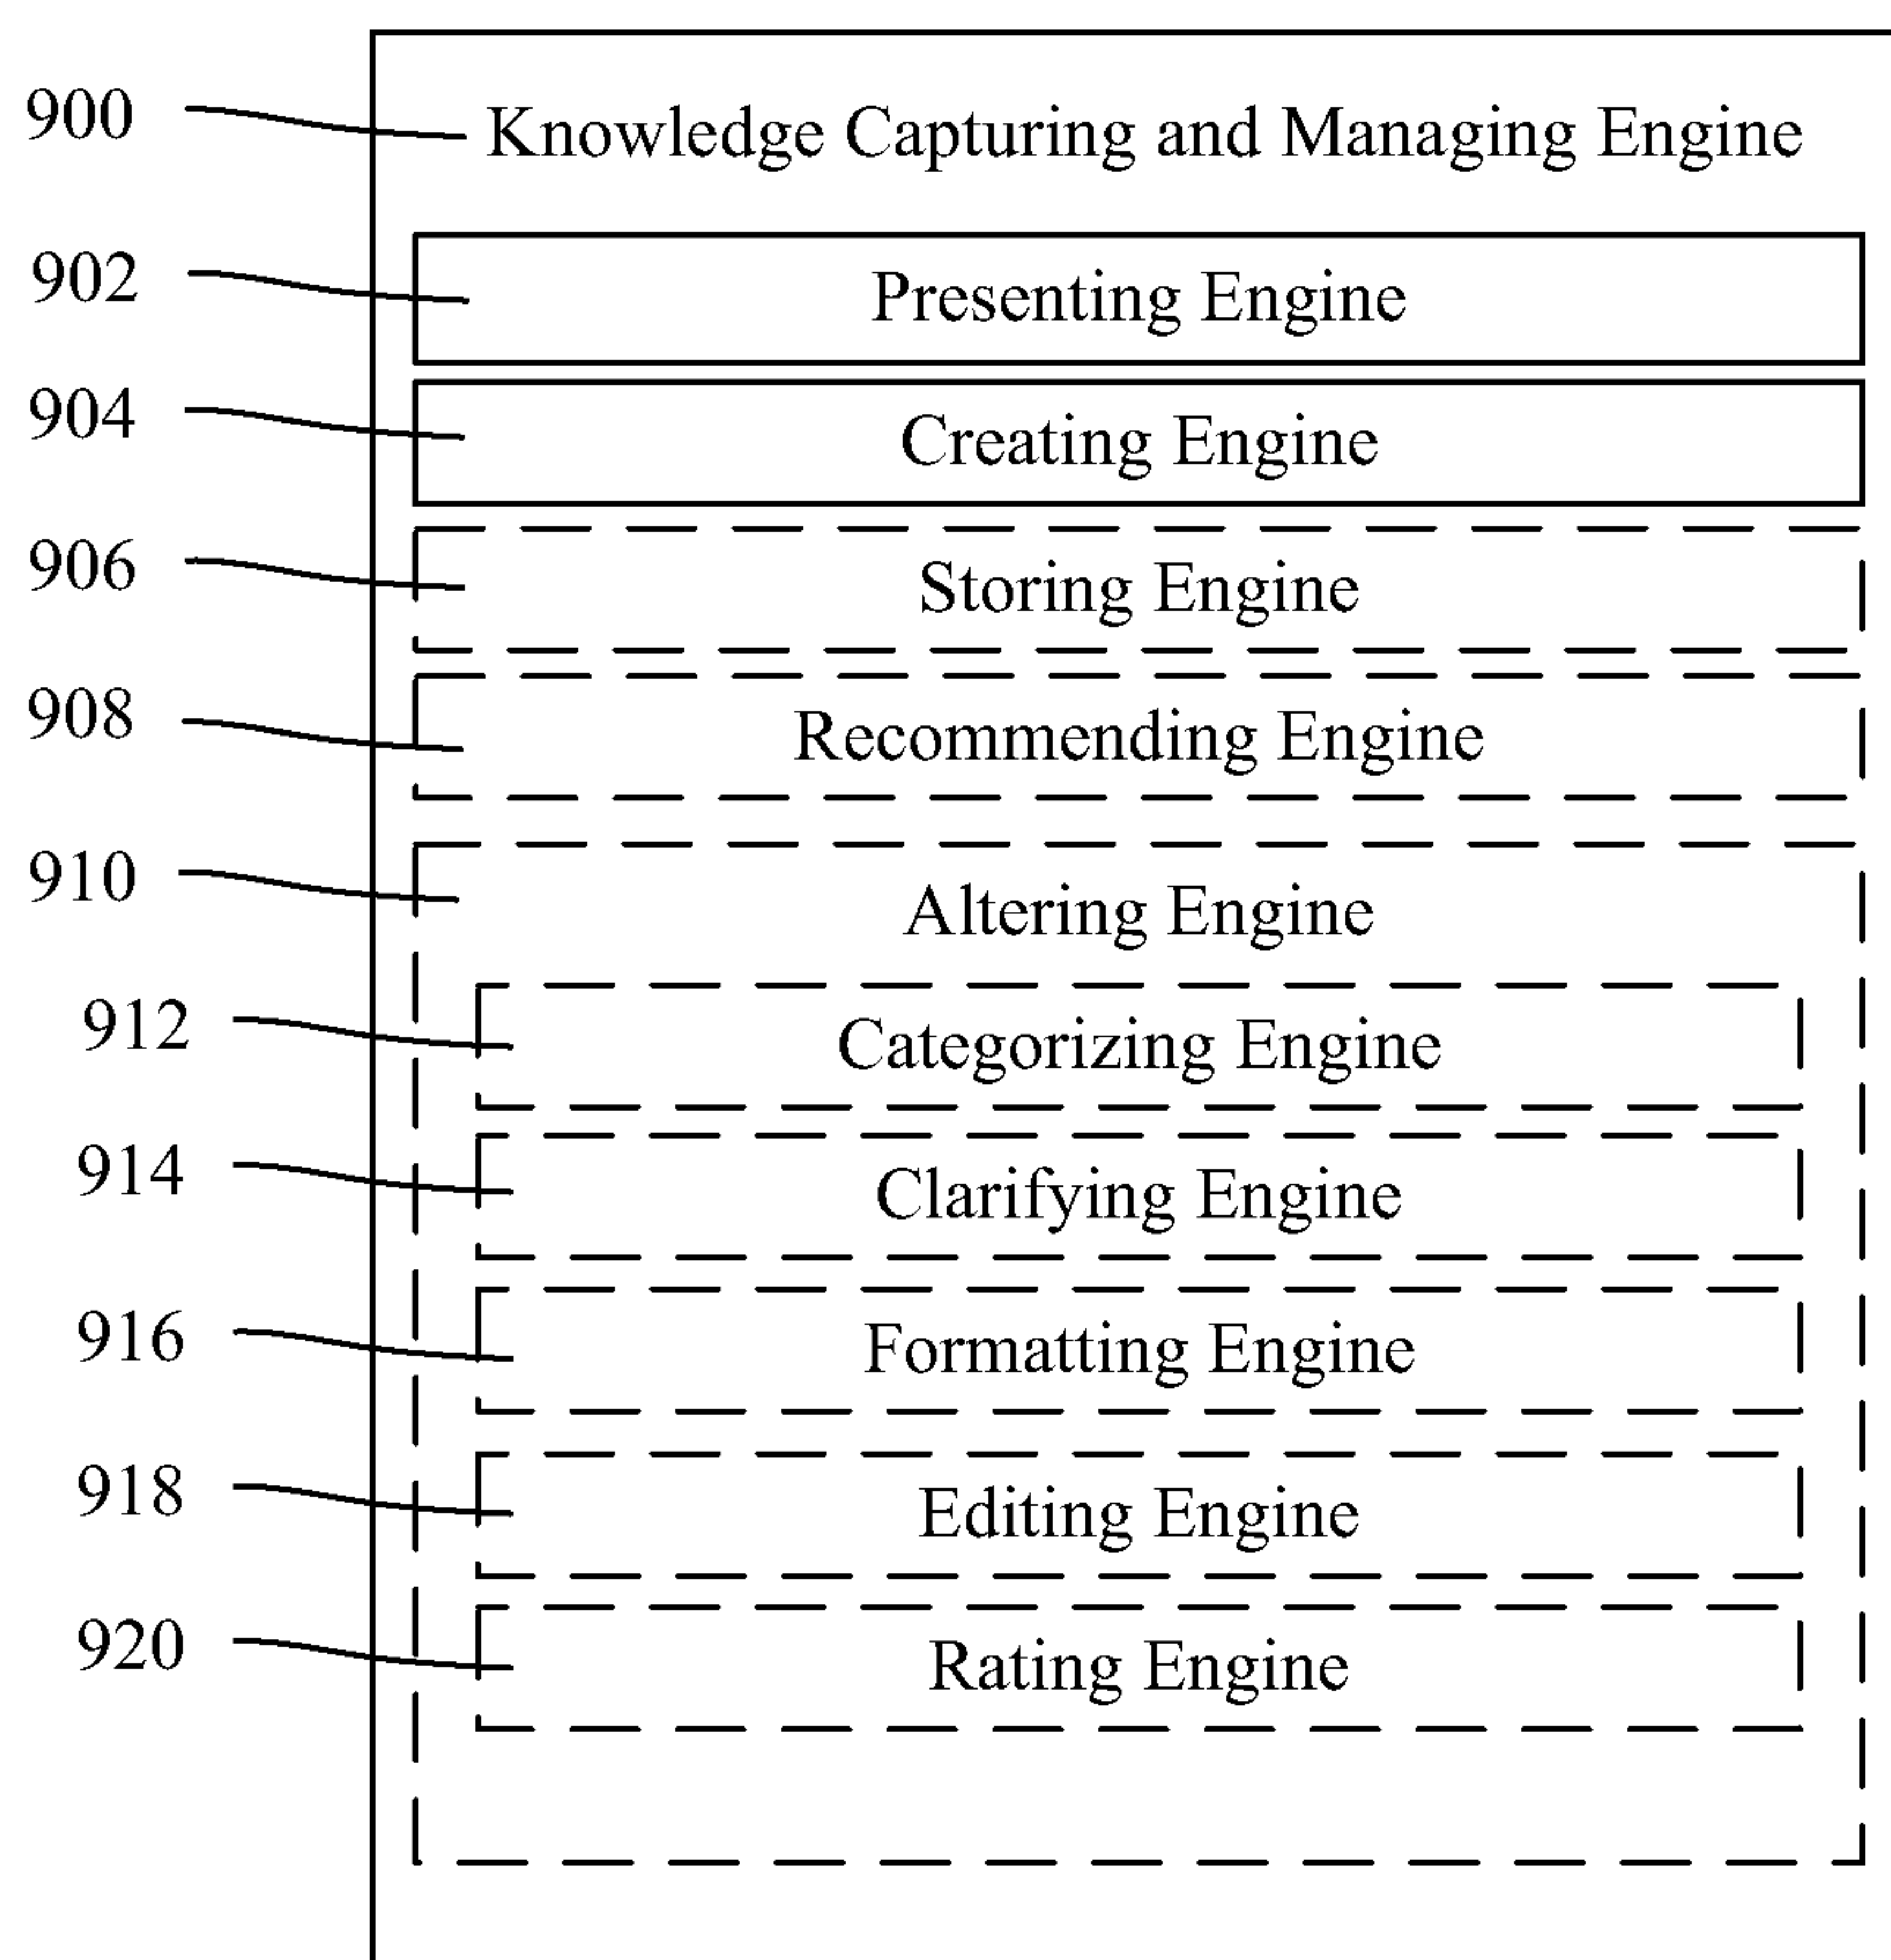 900 Knowledge Capturing and Managing Engine
902 Presenting Engine
904 Creating Engine
906 Storing Engine
908 Recommending Engine
910 Altering Engine
912 Categorizing Engine
914 Clarifying Engine
916 Formatting Engine
918 Editing Engine
920 Rating Engine